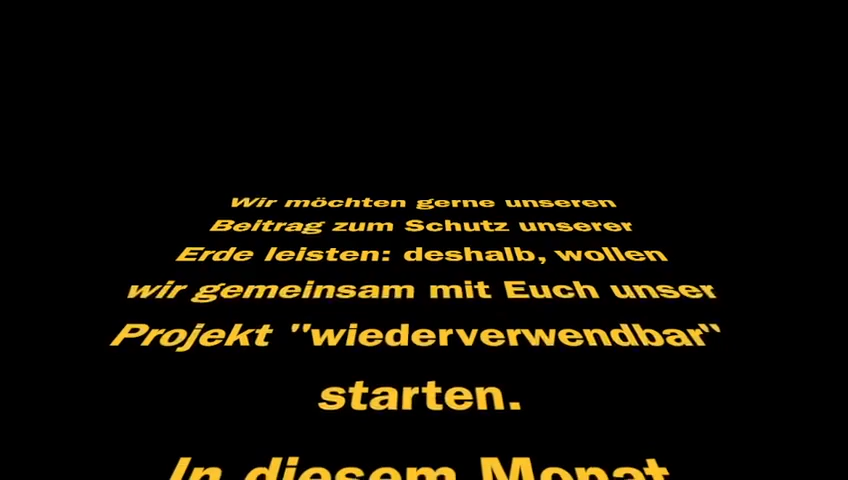 Wir möchten gerne unseren
Beitrag zum Schutz unserer
Erde leisten: deshalb, wollen
wir gemeinsam mit Euch unser
Projekt "wiederverwendbar"
starten.
In diesem Monat